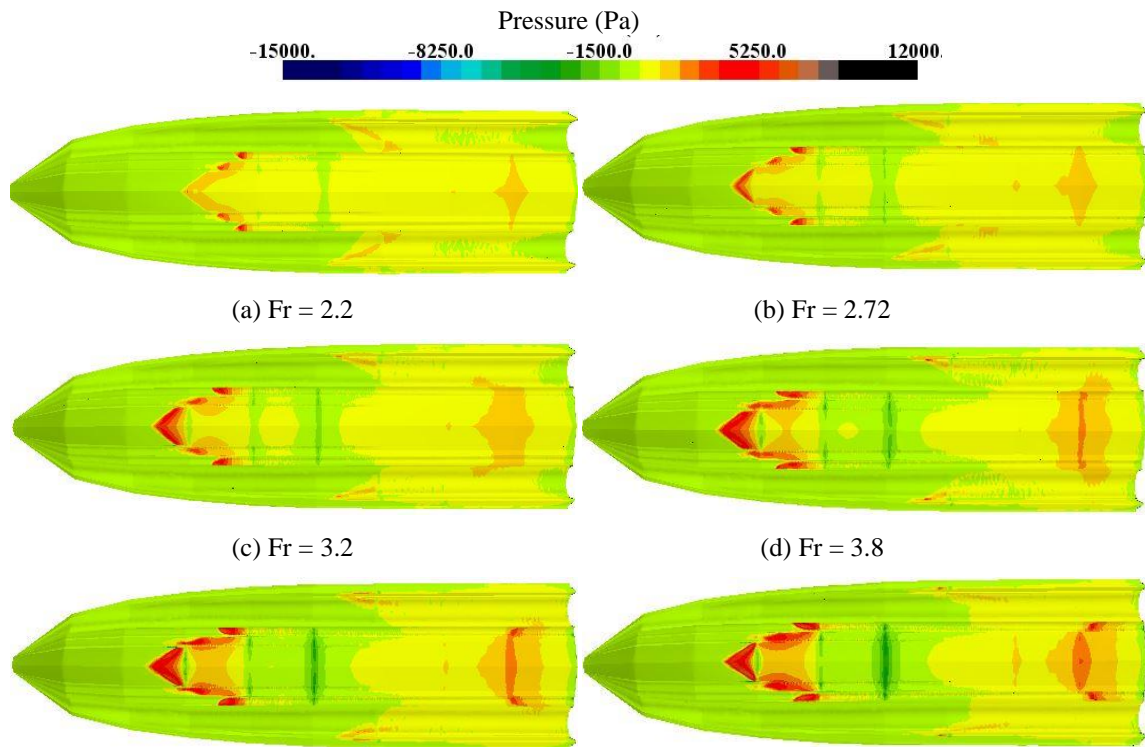 Pressure (Pa)
-15000. -8250.0 -1500.0 5250.0 12000.
(a) Fr = 2.2 (b) Fr = 2.72
(c) Fr = 3.2 (d) Fr = 3.8